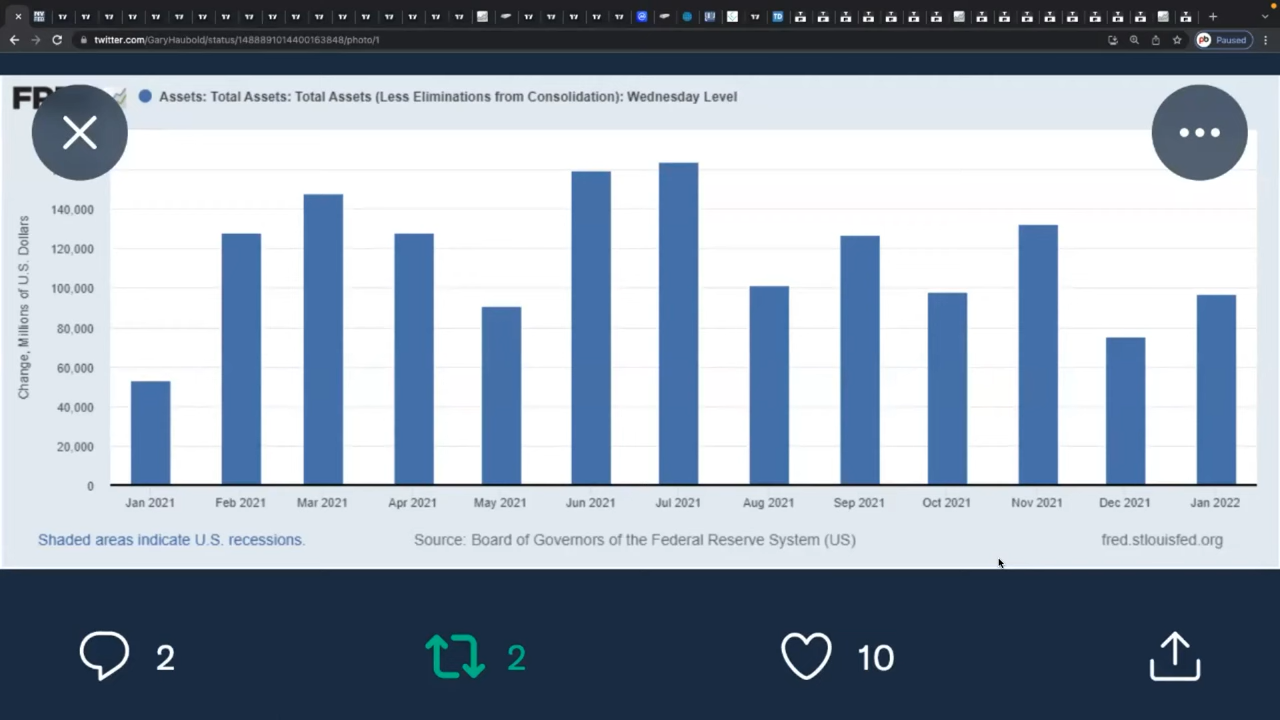 twitter.com/GaryHaubold/status/1488891014400163848/photo/1
Paused
Assets: Total Assets: Total Assets (Less Eliminations from Consolidation): Wednesday Level
Change, Millions of U.S. Dollars
140,000
120,000
100,000
80,000
60,000
40,000
20,000
0
Jan 2021 Feb 2021 Mar 2021 Apr 2021 May 2021 Jun 2021 Jul 2021 Aug 2021 Sep 2021 Oct 2021 Nov 2021 Dec 2021 Jan 2022
Shaded areas indicate U.S. recessions. Source: Board of Governors of the Federal Reserve System (US) fred.stlouisfed.org
2 2 10